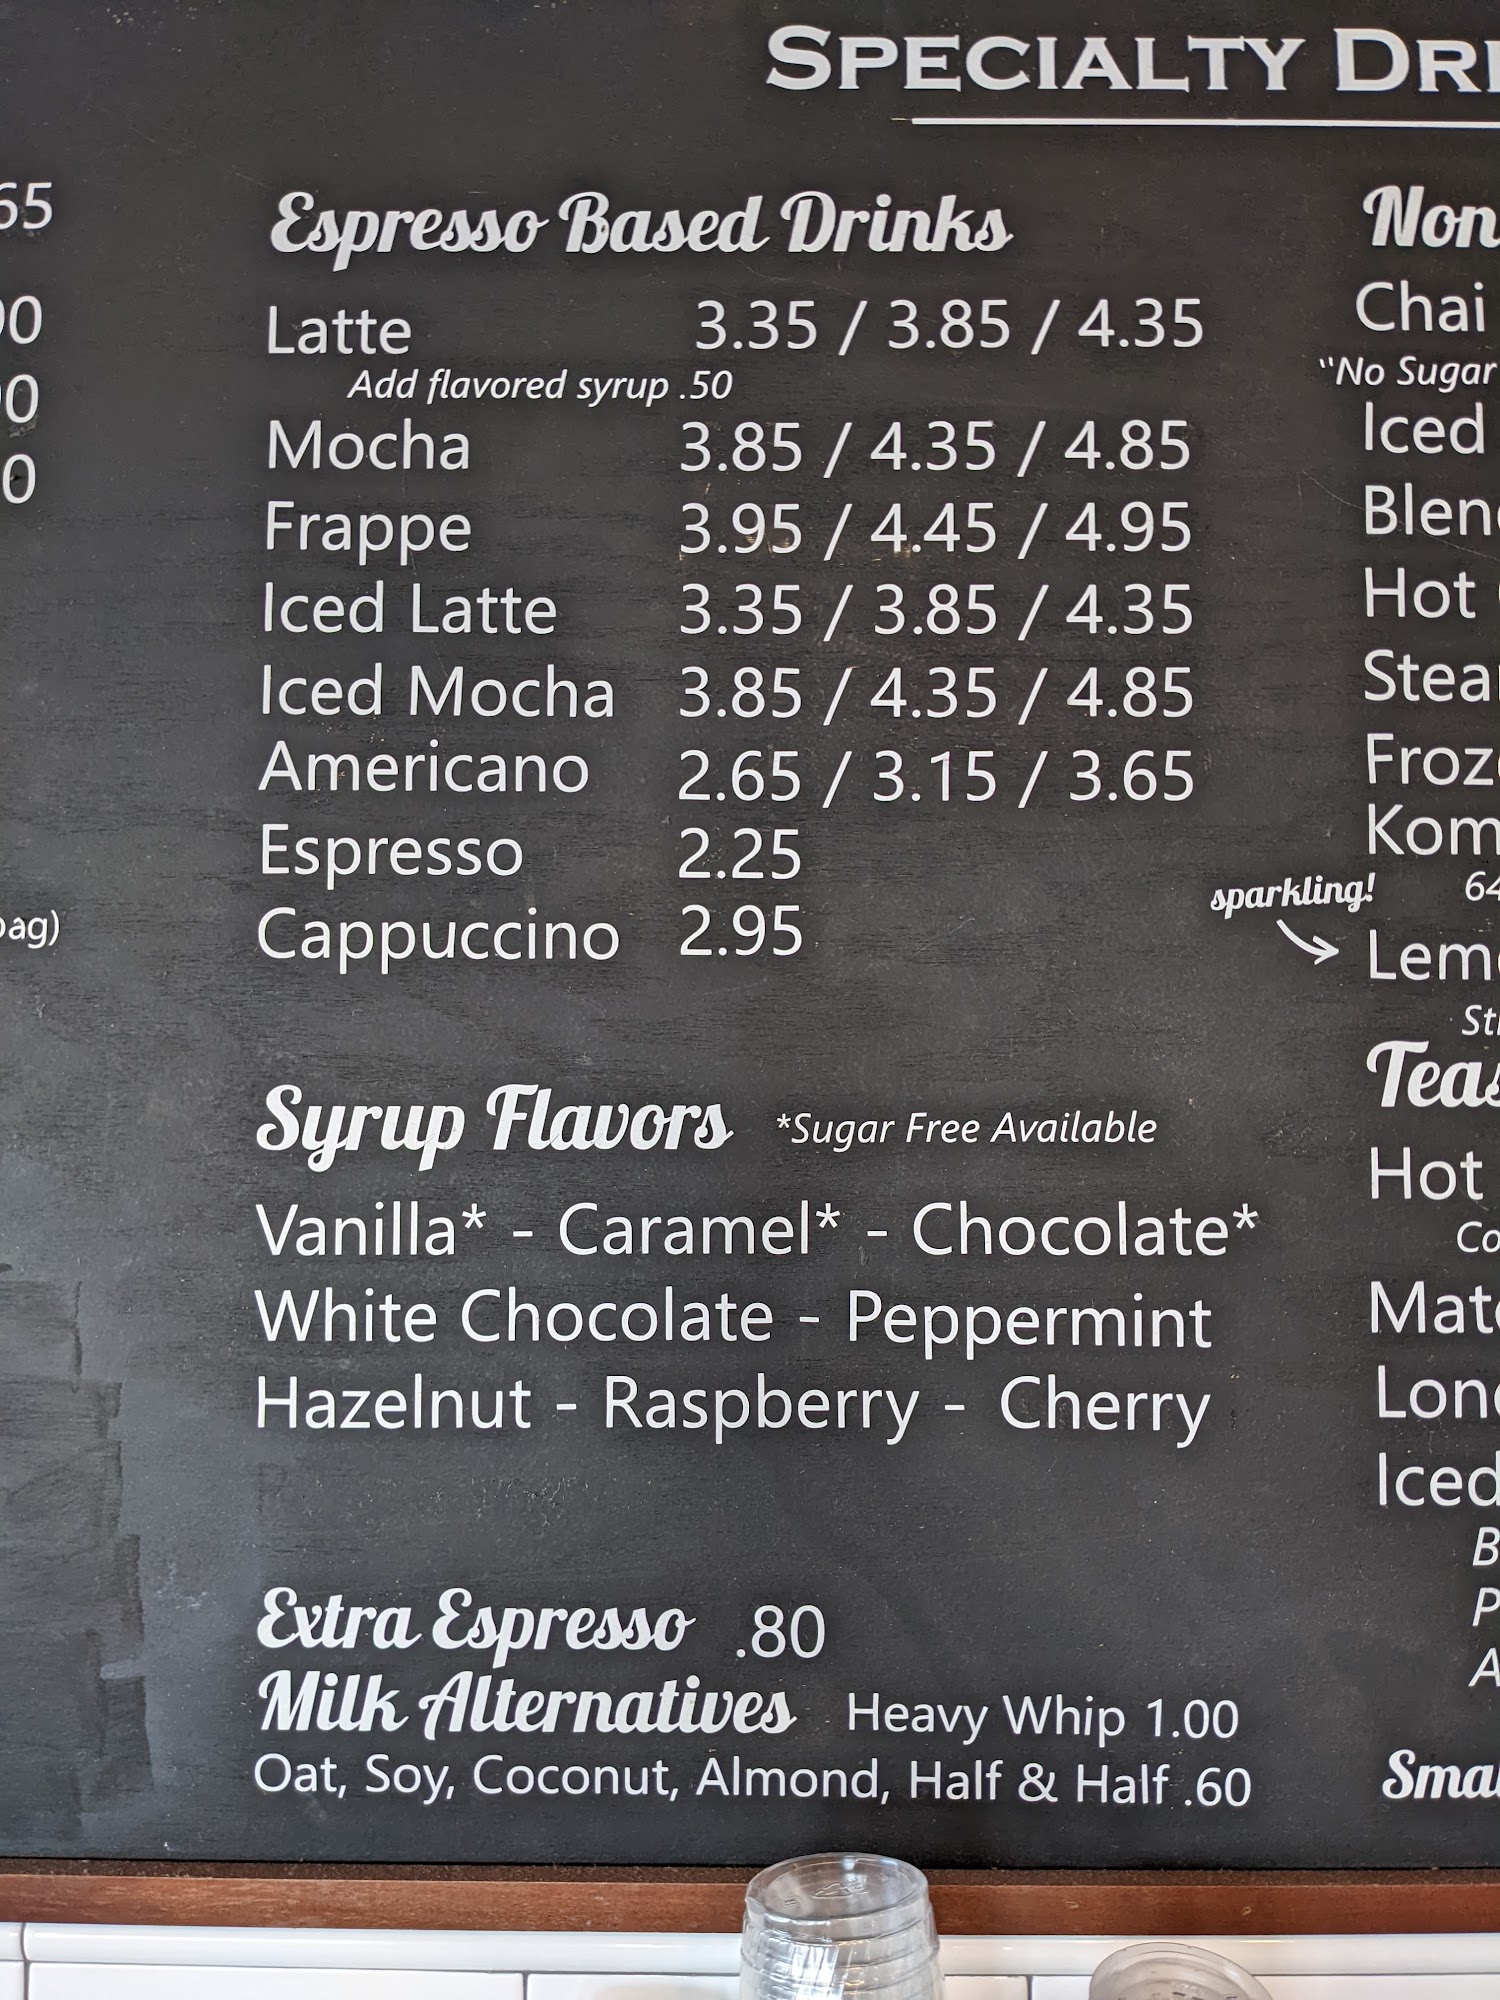 SPECIALTY
65
Espresso Based Drinks
Latte 3.35 / 3.85 / 4.35
Add flavored syrup .50
Mocha 3.85 / 4.35 / 4.85
Frappe 3.95 / 4.45 / 4.95
Iced Latte 3.35 / 3.85 / 4.35
Iced Mocha 3.85 / 4.35 / 4.85
Americano 2.65 / 3.15 / 3.65
Espresso 2.25
Cappuccino 2.95
Syrup Flavors *Sugar Free Available
Vanilla* - Caramel* - Chocolate*
White Chocolate - Peppermint
Hazelnut - Raspberry - Cherry
Extra Espresso .80
Milk Alternatives Heavy Whip 1.00
Oat, Soy, Coconut, Almond, Half & Half .60
Chai
"No Sugar
Iced
Hot
sparkling!
Hot
Iced